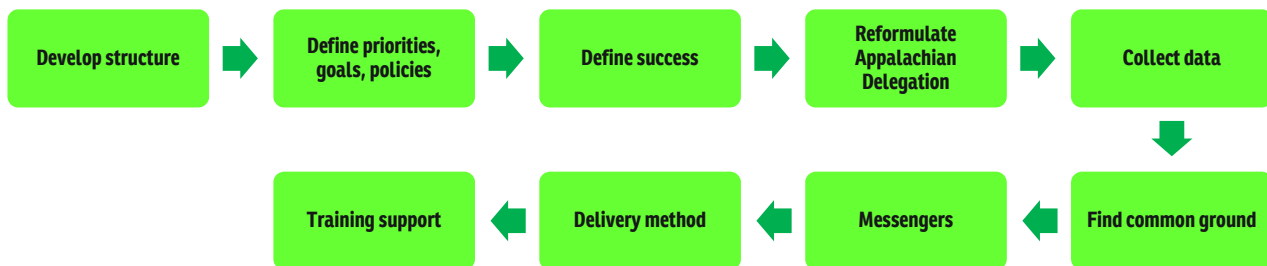 Develop structure
Define priorities,
goals, policies
Define success
Reformulate
Appalachian
Delegation
Collect data
Find common ground
Messengers
Delivery method
Training support